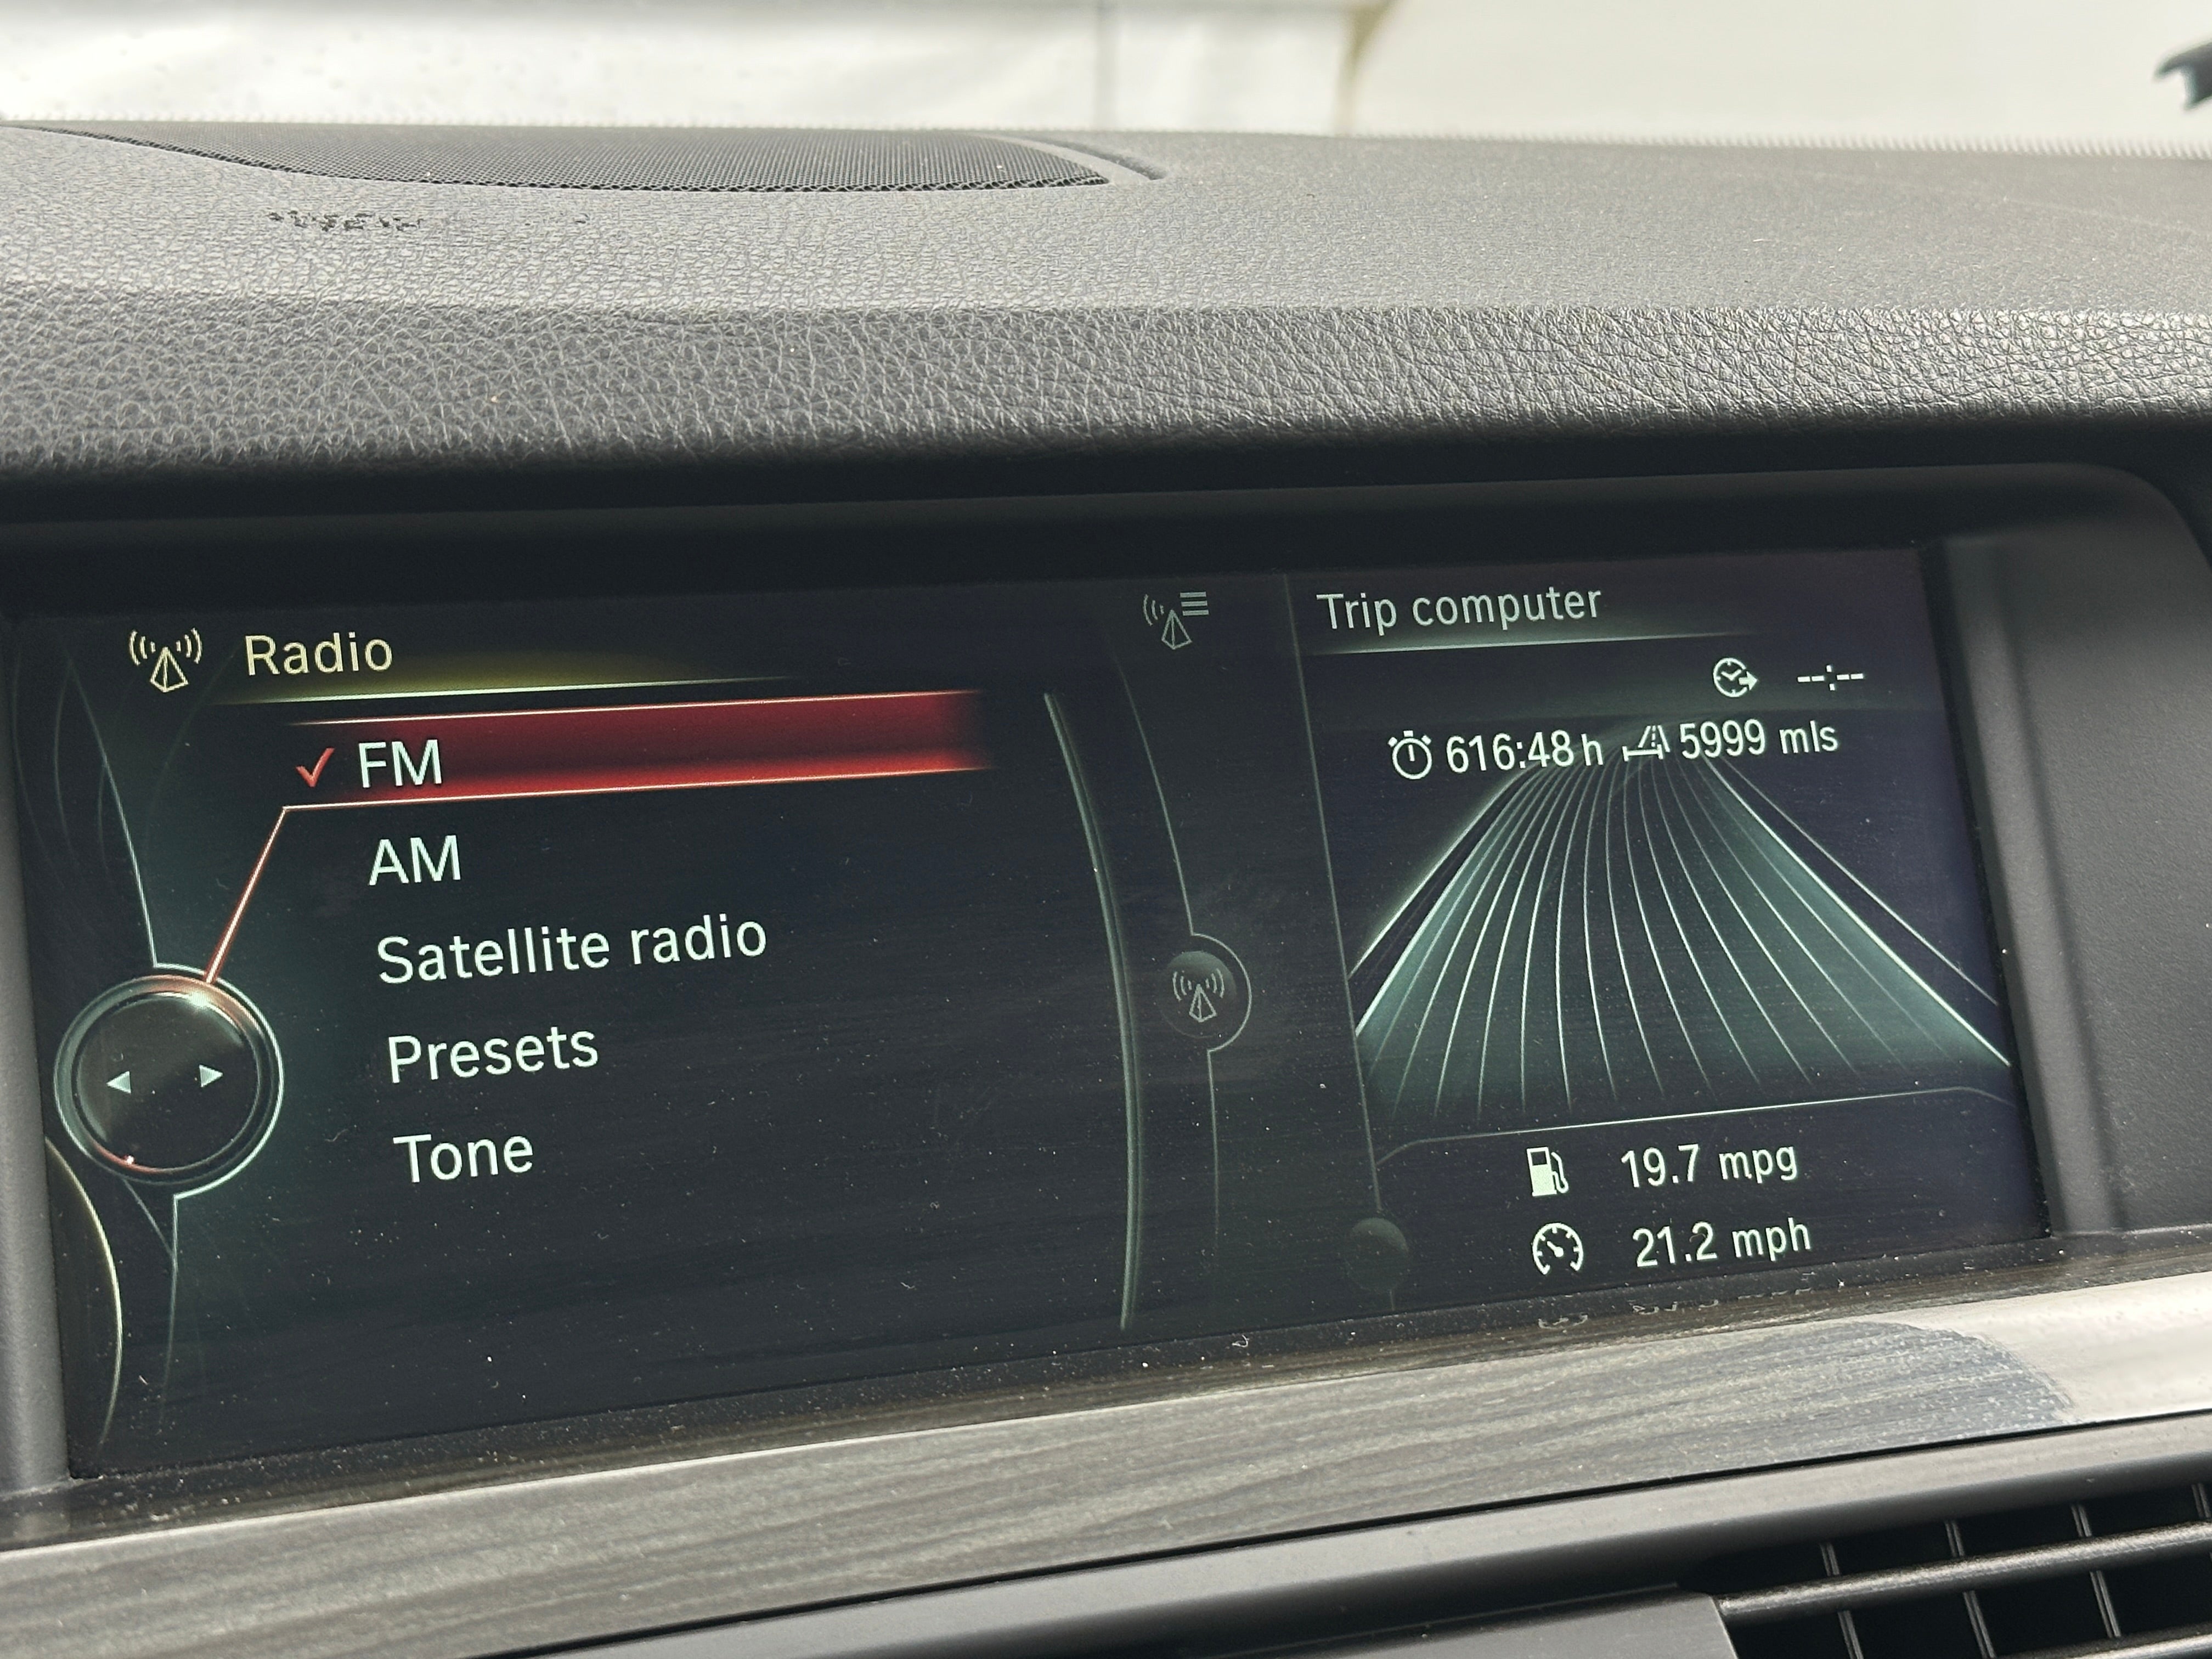 Radio
FM
AM
Satellite radio
Presets
Tone
Trip computer
--:--
616:48 h 5999 mls
19.7 mpg
21.2 mph